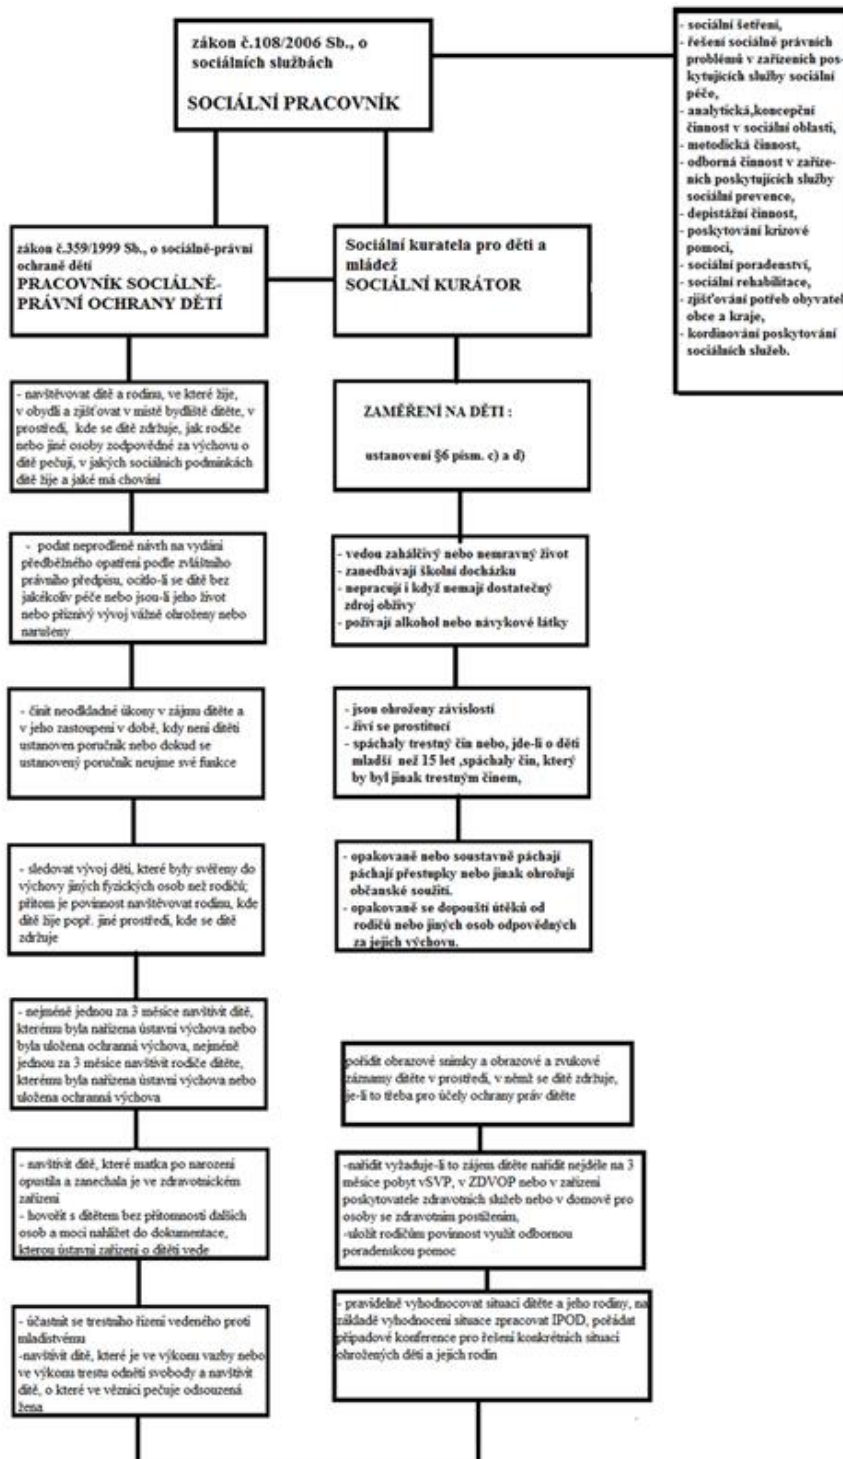 zákon č.108/2006 Sb., o
sociálních službách
SOCIÁLNÍ PRACOVNÍK
- sociální šetření,
- řešení sociálně právních
problémů v zařízeních pos-
kytujících služby sociální
péče,
- analytická,koncepční
činnost v sociální oblasti,
- metodická činnost,
- odborná činnost v zaříze-
ních poskytujících služby
sociální prevence,
- depistážní činnost,
- poskytování krizové
pomoci,
- sociální poradenství,
- sociální rehabilitace,
- zjišťování potřeb obyvatel
obce a kraje,
- kordinování poskytování
sociálních služeb.
zákon č.359/1999 Sb., o sociálně-právní
ochraně dětí
PRACOVNÍK SOCIÁLNĚ-
PRÁVNÍ OCHRANY DĚTÍ
Sociální kuratela pro děti a
mládež
SOCIÁLNÍ KURÁTOR
- navštěvovat dítě a rodinu, ve které žije,
v obydlí a zjišťovat v místě bydliště dítěte, v
prostředí, kde se dítě zdržuje, jak rodiče
nebo jiné osoby zodpovědné za výchovu o
dítě pečují, v jakých sociálních podmínkách
dítě žije a jaké má chování
- podat neprodleně návrh na vydání
předběžného opatření podle zvláštního
právního předpisu, ocitlo-li se dítě bez
jakékoliv péče nebo jsou-li jeho život
nebo příznivý vývoj vážně ohroženy nebo
narušeny
- činit neodkladné úkony v zájmu dítěte a
v jeho zastoupení v době, kdy není dítěti
ustanoven poručník nebo dokud se
ustanovený poručník neujme své funkce
- sledovat vývoj dětí, které byly svěřeny do
výchovy jiných fyzických osob než rodičů;
přitom je povinnost navštěvovat rodinu, kde
dítě žije popř. jiné prostředí, kde se dítě
zdržuje
- nejméně jednou za 3 měsíce navštívit dítě,
kterému byla nařízena ústavní výchova nebo
byla uložena ochranná výchova, nejméně
jednou za 3 měsíce navštívit rodiče dítěte,
kterému byla nařízena ústavní výchova nebo
uložena ochranná výchova
- navštívit dítě, které matka po narození
opustila a zanechala je ve zdravotnickém
zařízení
- hovořit s dítětem bez přítomnosti dalších
osob a moci nahlížet do dokumentace,
kterou ústavní zařízení o dítěti vede
- účastnit se trestního řízení vedeného proti
mladistvému
-navštívit dítě, které je ve výkonu vazby nebo
ve výkonu trestu odnětí svobody a navštívit
dítě, o které ve věznici pečuje odsouzená
žena
ZAMĚŘENÍ NA DĚTI :
ustanovení §6 písm. c) a d)
- vedou zahálčivý nebo nemravný život
- zanedbávají školní docházku
- nepracují i když nemají dostatečný
zdroj obživy
- požívají alkohol nebo návykové látky
- jsou ohroženy závislostí
- živí se prostitucí
- spáchaly trestný čin nebo, jde-li o děti
mladší než 15 let ,spáchaly čin, který
by byl jinak trestným činem,
- opakovaně nebo soustavně páchají
páchají přestupky nebo jinak ohrožují
občanské soužití.
- opakovaně se dopouští útěků od
rodičů nebo jiných osob odpovědných
za jejich výchovu.
pořídit obrazové snímky a obrazové a zvukové
záznamy dítěte v prostředí, v němž se dítě zdržuje,
je-li to třeba pro účely ochrany práv dítěte
-nařídit vyžaduje-li to zájem dítěte nařídit nejdéle na 3
měsíce pobyt vSVP, v ZDVOP nebo v zařízení
poskytovatele zdravotních služeb nebo v domově pro
osoby se zdravotním postižením,
-uložit rodičům povinnost využít odbornou
poradenskou pomoc
- pravidelně vyhodnocovat situaci dítěte a jeho rodiny, na
základě vyhodnocení situace zpracovat IPOD, pořádat
případové konference pro řešení konkrétních situací
ohrožených dětí a jejich rodin